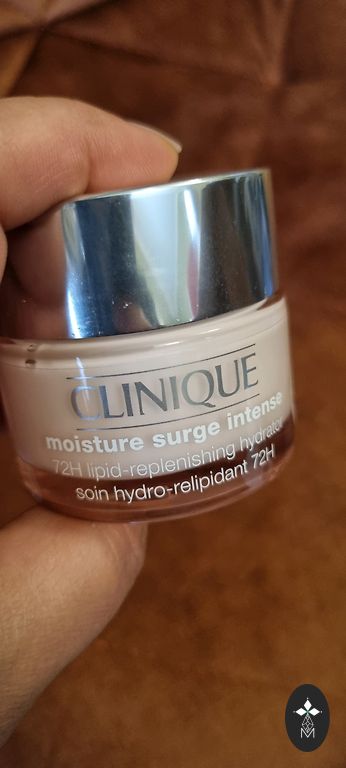 CLINIQUE
moisture surge intense
72H lipid-replenishing hydrator
soin hydro-relipidant 72H
M